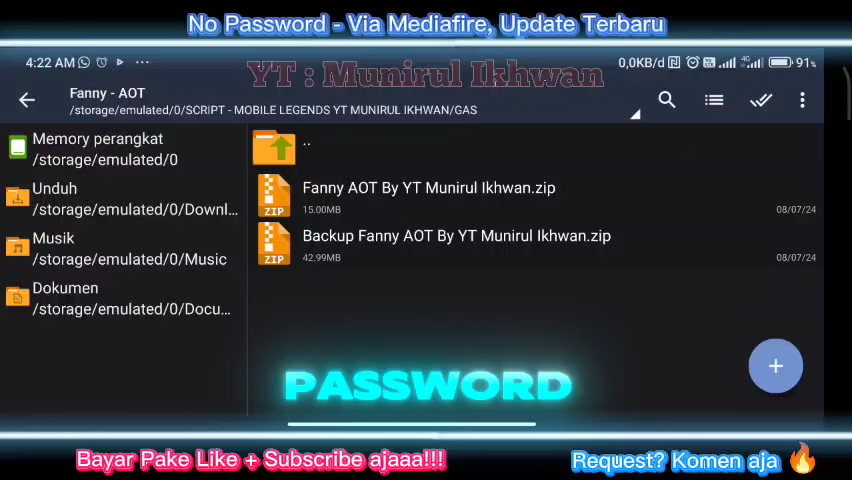 No Password - Via Mediafire, Update Terbaru
4:22 AM
0,0KB/d
4G
91%
YT : Munirul Ikhwan
Fanny - AOT
/storage/emulated/0/SCRIPT - MOBILE LEGENDS YT MUNIRUL IKHWAN/GAS
Memory perangkat
/storage/emulated/0
Unduh
/storage/emulated/0/Downl...
Musik
/storage/emulated/0/Music
Dokumen
/storage/emulated/0/Docu...
..
ZIP
Fanny AOT By YT Munirul Ikhwan.zip
15.00MB
08/07/24
ZIP
Backup Fanny AOT By YT Munirul Ikhwan.zip
42.99MB
08/07/24
PASSWORD
Bayar Pake Like + Subscribe ajaaa!!!
Request? Komen aja 🔥